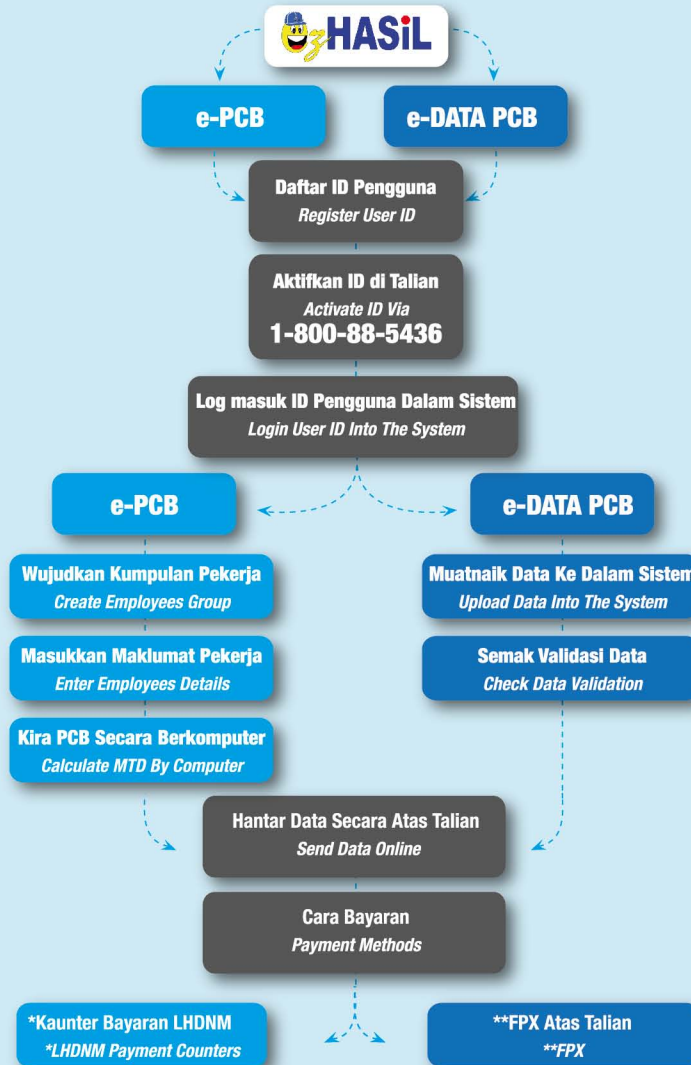 ezHASiL
e-PCB
e-DATA PCB
Daftar ID Pengguna
Register User ID
Aktifkan ID di Talian
Activate ID Via
1-800-88-5436
Log masuk ID Pengguna Dalam Sistem
Login User ID Into The System
e-PCB
e-DATA PCB
Wujudkan Kumpulan Pekerja
Create Employees Group
Muatnaik Data Ke Dalam Sistem
Upload Data Into The System
Masukkan Maklumat Pekerja
Enter Employees Details
Semak Validasi Data
Check Data Validation
Kira PCB Secara Berkomputer
Calculate MTD By Computer
Hantar Data Secara Atas Talian
Send Data Online
Cara Bayaran
Payment Methods
*Kaunter Bayaran LHDNM
*LHDNM Payment Counters
**FPX Atas Talian
**FPX